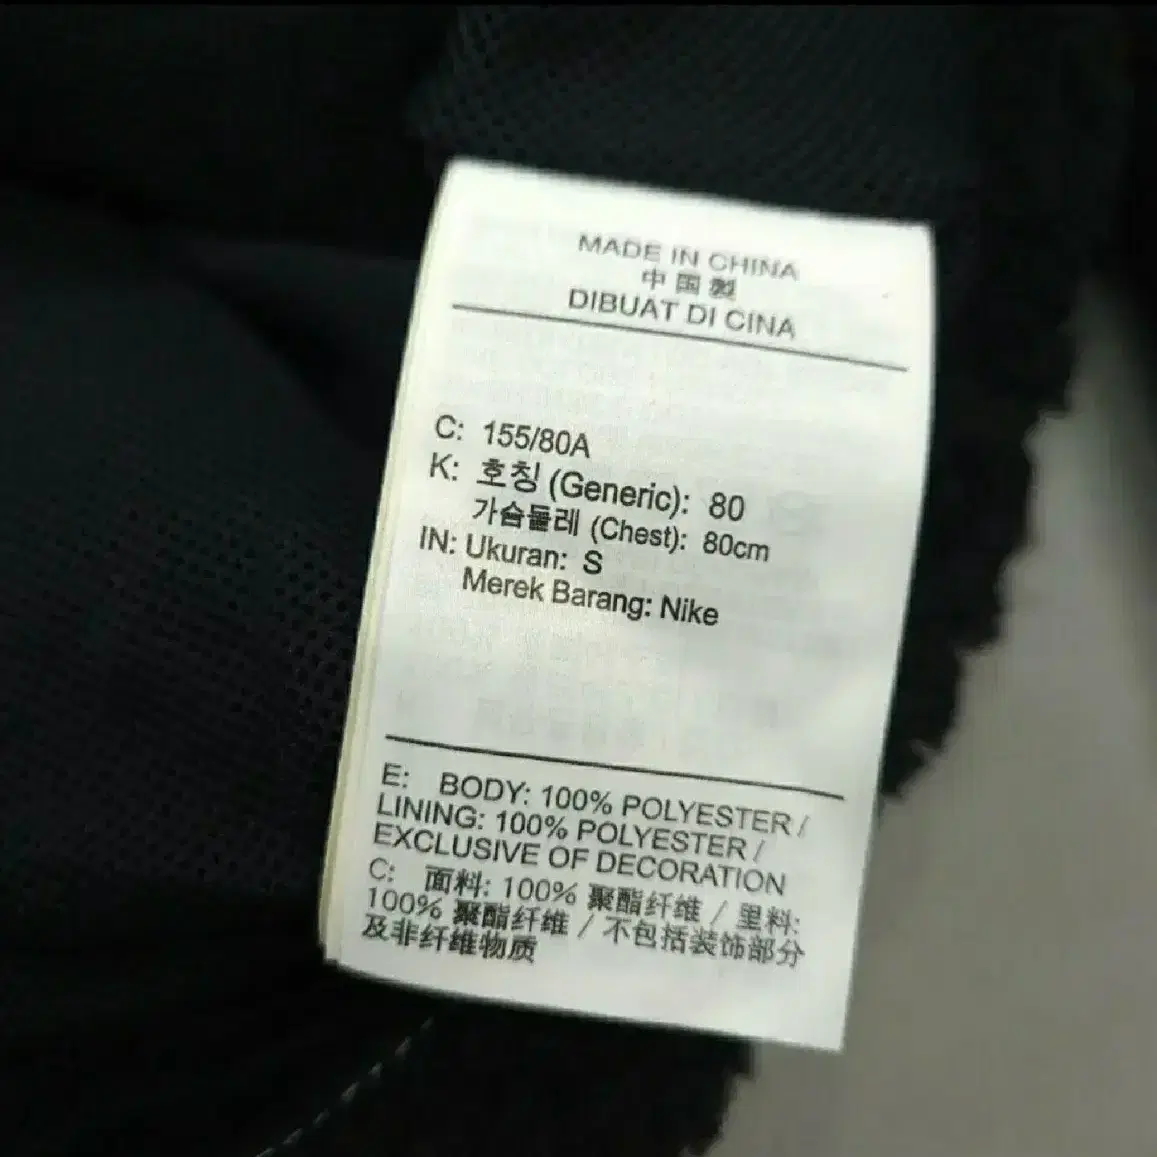 MADE IN CHINA
中国製
DIBUAT DI CINA
C: 155/80A
K: 호칭 (Generic): 80
가슴둘레 (Chest): 80cm
IN: Ukuran: S
Merek Barang: Nike
E: BODY: 100% POLYESTER /
LINING: 100% POLYESTER /
EXCLUSIVE OF DECORATION
C: 面料: 100% 聚酯纤维 / 里料:
100% 聚酯纤维 / 不包括装饰部分
及非纤维物质